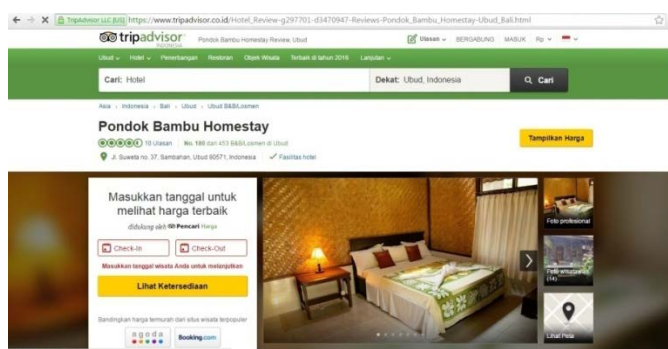 TripAdvisor LLC [US] https://www.tripadvisor.co.id/Hotel_Review-g297701-d3470947-Reviews-Pondok_Bambu_Homestay-Ubud_Bali.html
tripadvisor
INDONESIA
Pondok Bambu Homestay Review, Ubud
Ulasan
BERGABUNG
MASUK
Rp
Ubud
Hotel
Penerbangan
Restoran
Objek Wisata
Terbaik di tahun 2016
Lanjutan
Cari: Hotel
Dekat: Ubud, Indonesia
Cari
Asia › Indonesia › Bali › Ubud › Ubud B&B/Losmen
Pondok Bambu Homestay
10 Ulasan
dari 453 B&B/Losmen di Ubud
Jl. Suweta no. 37, Sambahan, Ubud 80571, Indonesia
Fasilitas hotel
Tampilkan Harga
Masukkan tanggal untuk
melihat harga terbaik
didukung oleh Pencari Harga
Check-In
Check-Out
Masukkan tanggal wisata Anda untuk melanjutkan
Lihat Ketersediaan
Bandingkan harga termurah dari situs wisata terpopuler
agoda
Booking.com
Foto profesional
Foto wisatawan
(14)
Lihat Peta